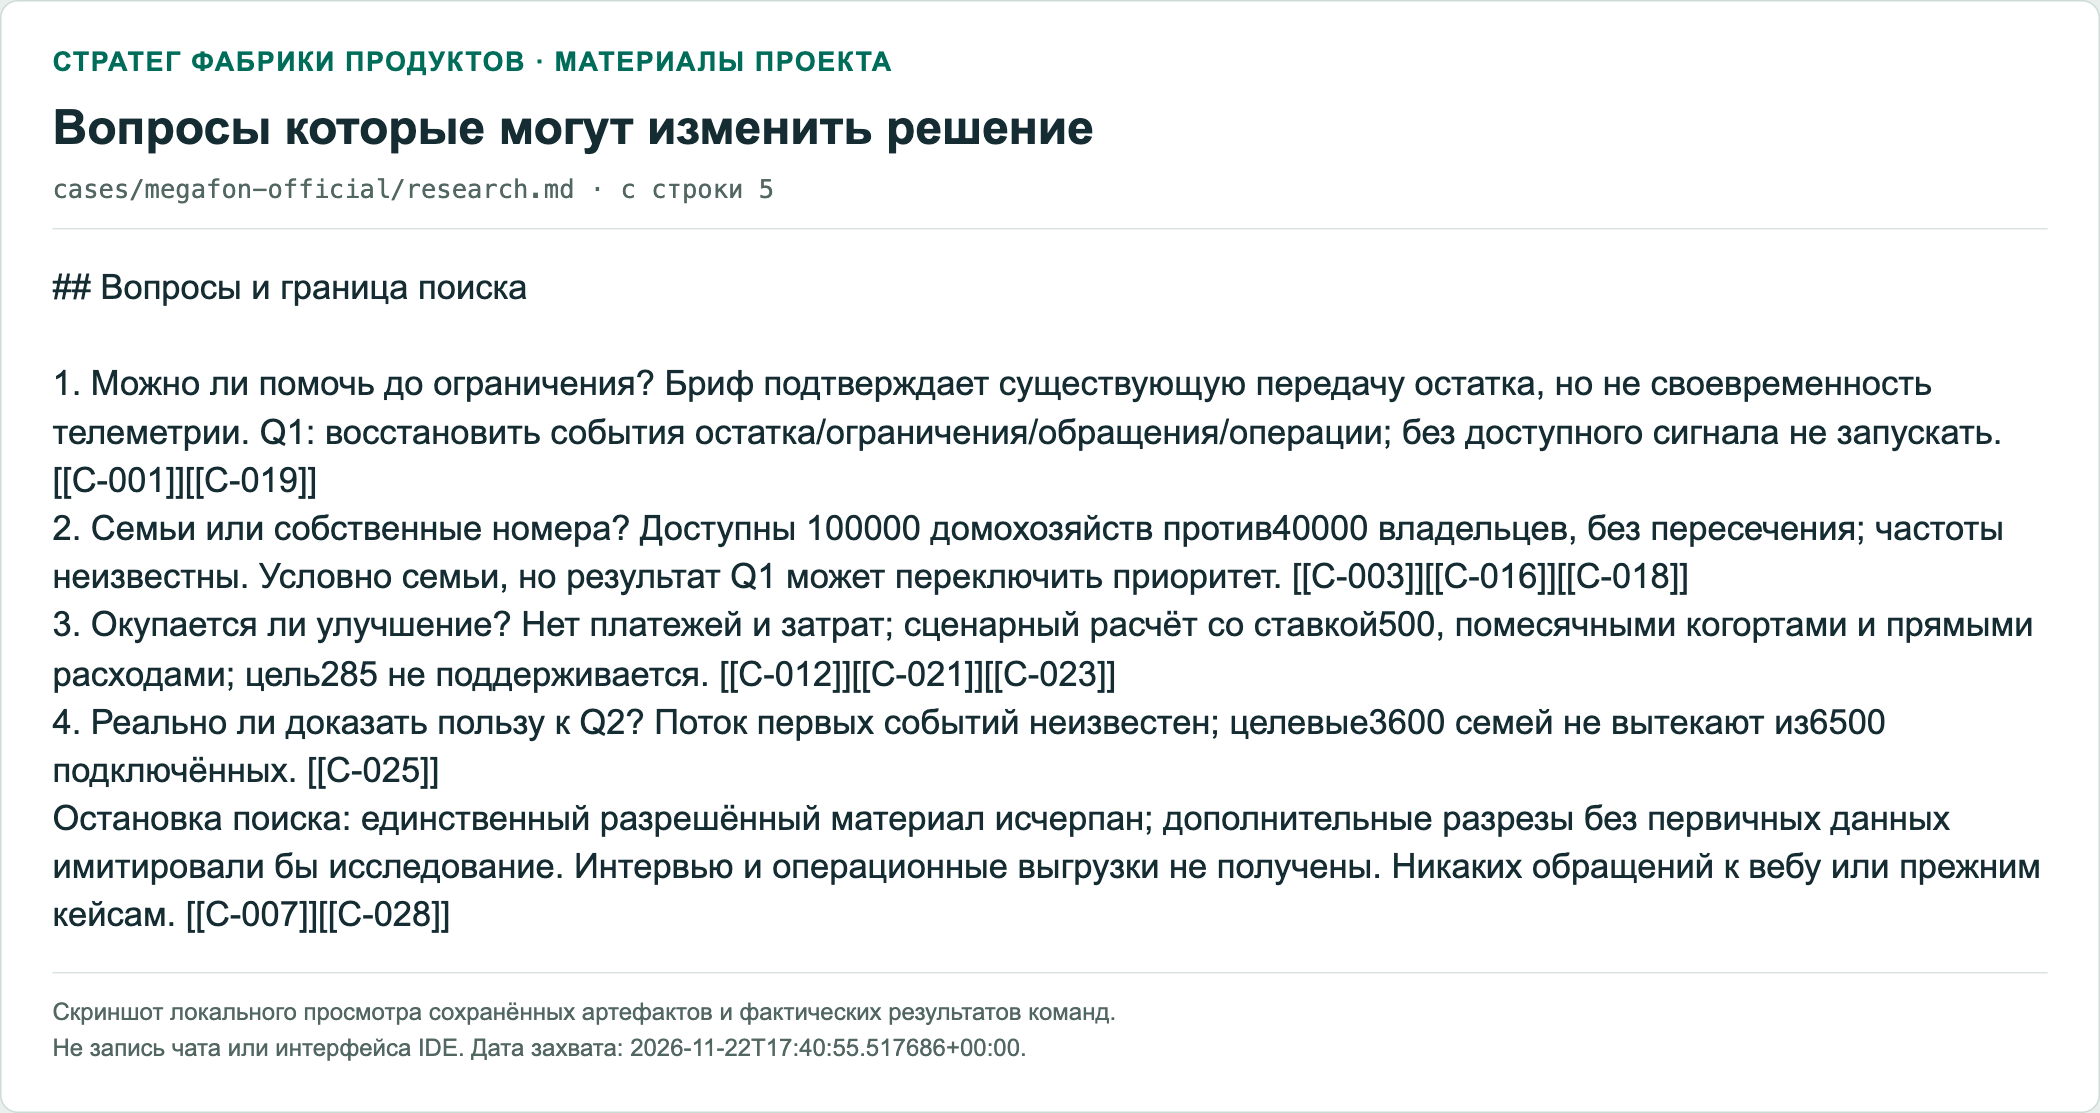 СТРАТЕГ ФАБРИКИ ПРОДУКТОВ · МАТЕРИАЛЫ ПРОЕКТА
Вопросы которые могут изменить решение
cases/megafon-official/research.md · с строки 5
## Вопросы и граница поиска
1. Можно ли помочь до ограничения? Бриф подтверждает существующую передачу остатка, но не своевременность
телеметрии. Q1: восстановить события остатка/ограничения/обращения/операции; без доступного сигнала не запускать.
[[C-001]][[C-019]]
2. Семьи или собственные номера? Доступны 100000 домохозяйств против40000 владельцев, без пересечения; частоты
неизвестны. Условно семьи, но результат Q1 может переключить приоритет. [[C-003]][[C-016]][[C-018]]
3. Окупается ли улучшение? Нет платежей и затрат; сценарный расчёт со ставкой500, помесячными когортами и прямыми
расходами; цель285 не поддерживается. [[C-012]][[C-021]][[C-023]]
4. Реально ли доказать пользу к Q2? Поток первых событий неизвестен; целевые3600 семей не вытекают из6500
подключённых. [[C-025]]
Остановка поиска: единственный разрешённый материал исчерпан; дополнительные разрезы без первичных данных
имитировали бы исследование. Интервью и операционные выгрузки не получены. Никаких обращений к вебу или прежним
кейсам. [[C-007]][[C-028]]
Скриншот локального просмотра сохранённых артефактов и фактических результатов команд.
Не запись чата или интерфейса IDE. Дата захвата: 2026-11-22T17:40:55.517686+00:00.